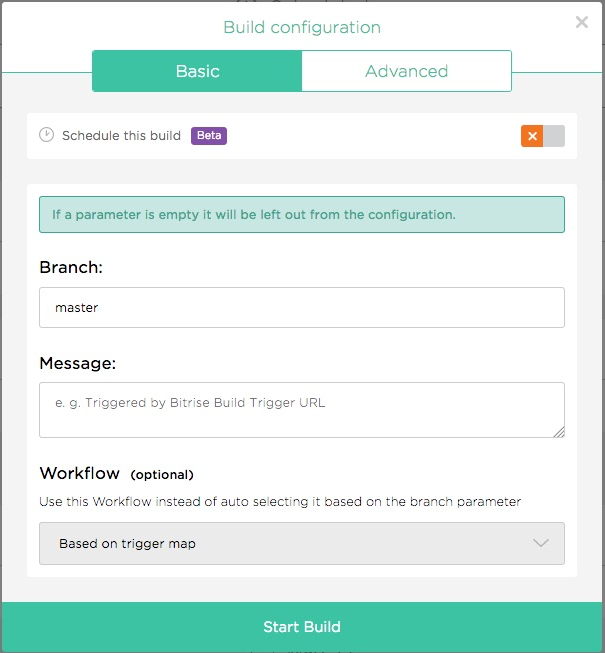 Build configuration
Basic
Advanced
Schedule this build Beta
If a parameter is empty it will be left out from the configuration.
Branch:
master
Message:
e. g. Triggered by Bitrise Build Trigger URL
Workflow (optional)
Use this Workflow instead of auto selecting it based on the branch parameter
Based on trigger map
Start Build